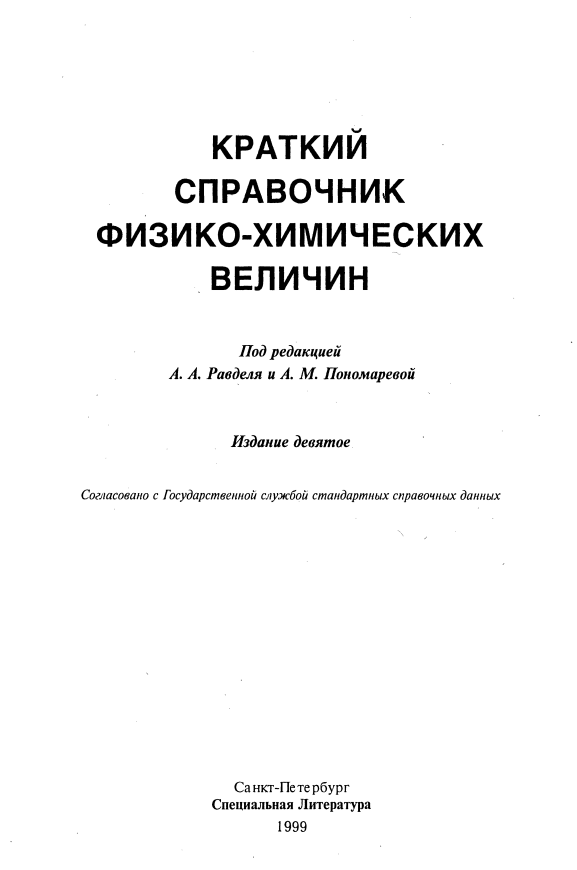 КРАТКИЙ
СПРАВОЧНИК
ФИЗИКО-ХИМИЧЕСКИХ
ВЕЛИЧИН
Под редакцией
А. А. Равделя и А. М. Пономаревой
Издание девятое
Согласовано с Государственной службой стандартных справочных данных
Санкт-Петербург
Специальная Литература
1999